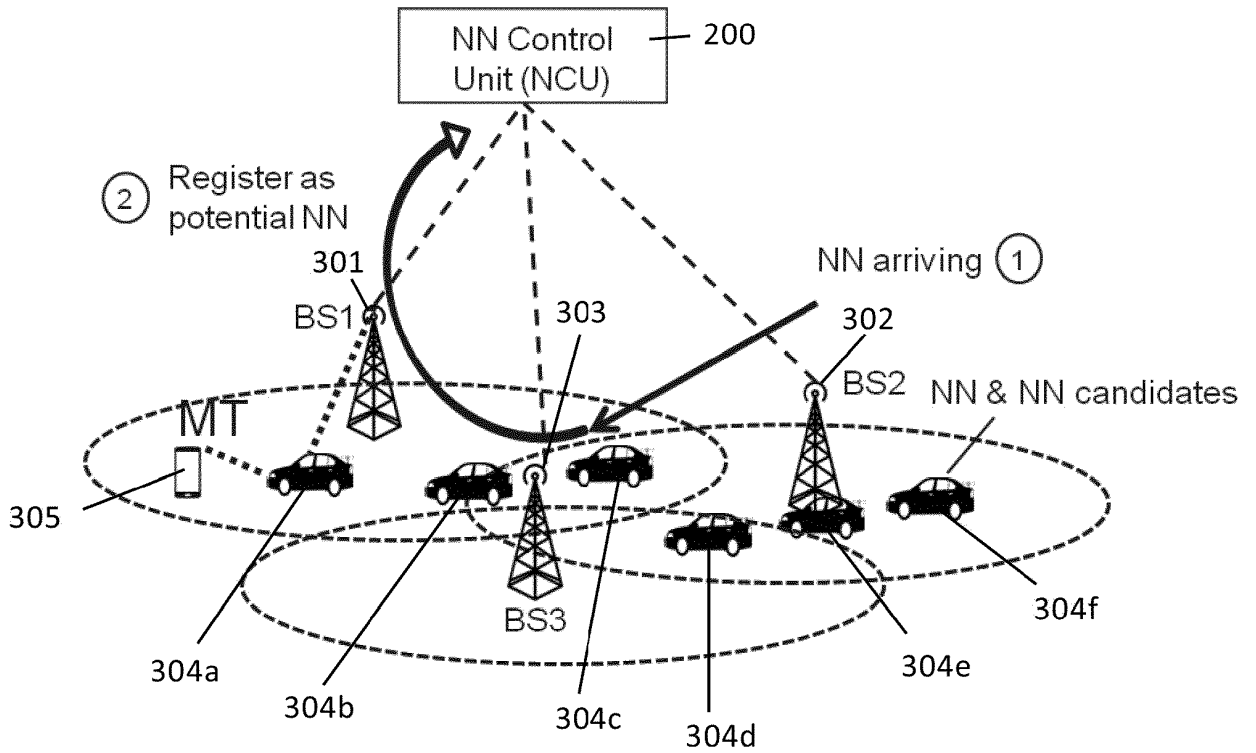 NN Control
Unit (NCU)
200
2
Register as
potential NN
NN arriving
1
301
BS1
303
302
BS2
NN & NN candidates
MT
305
BS3
304a
304b
304c
304d
304e
304f